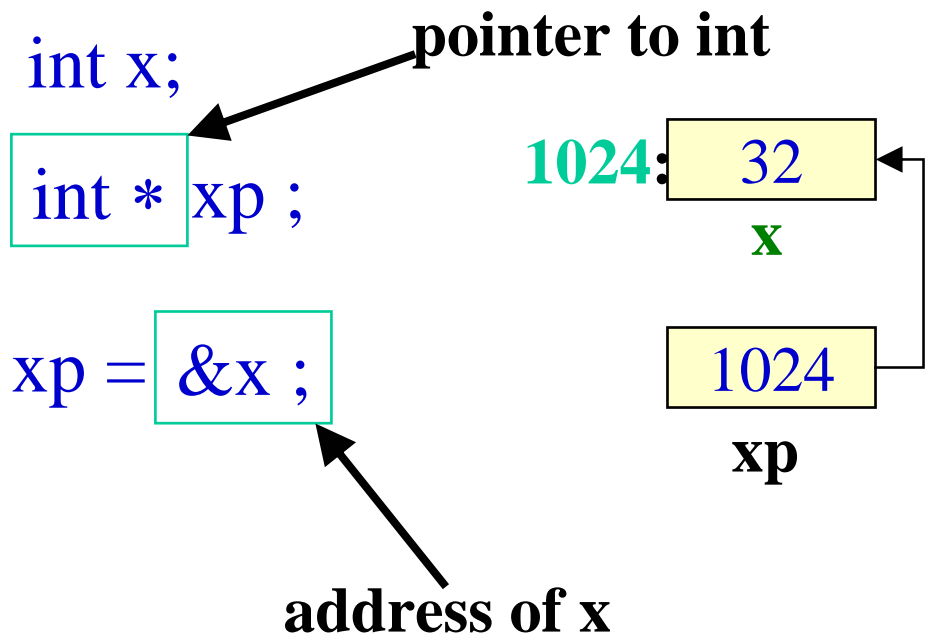 pointer to int
int x;
int * xp ;
xp = &x ;
address of x
1024: 32
x
1024
xp